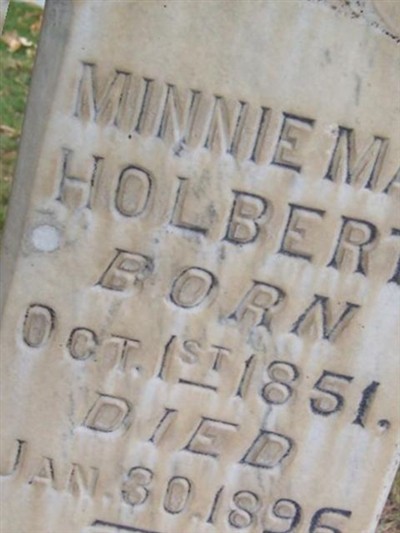 MINNIE MA
HOLBERT
BORN
OCT. 1ST 1851.
DIED
JAN. 30. 1896